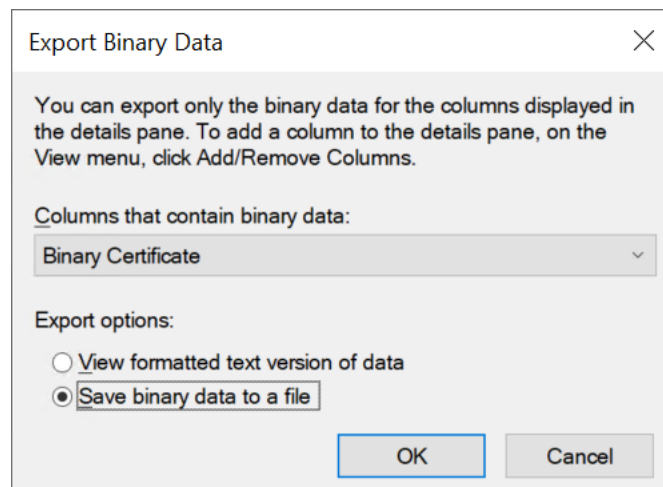 Export Binary Data
You can export only the binary data for the columns displayed in
the details pane. To add a column to the details pane, on the
View menu, click Add/Remove Columns.
Columns that contain binary data:
Binary Certificate
Export options:
View formatted text version of data
Save binary data to a file
OK Cancel